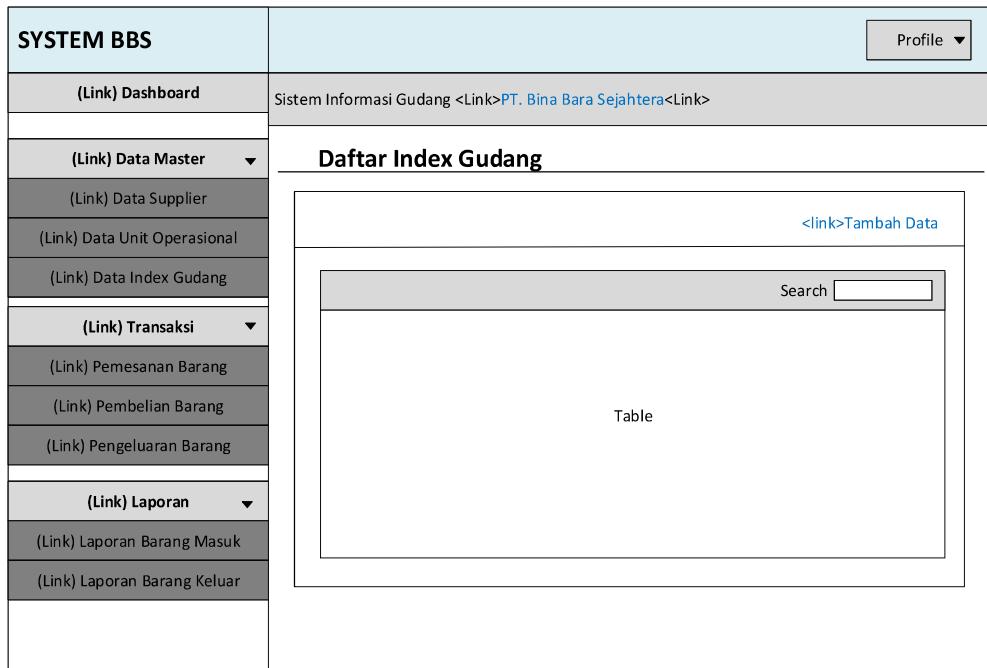 SYSTEM BBS
Profile
(Link) Dashboard
Sistem Informasi Gudang <Link>PT. Bina Bara Sejahtera<Link>
(Link) Data Master
(Link) Data Supplier
(Link) Data Unit Operasional
(Link) Data Index Gudang
(Link) Transaksi
(Link) Pemesanan Barang
(Link) Pembelian Barang
(Link) Pengeluaran Barang
(Link) Laporan
(Link) Laporan Barang Masuk
(Link) Laporan Barang Keluar
Daftar Index Gudang
<link>Tambah Data
Search
Table